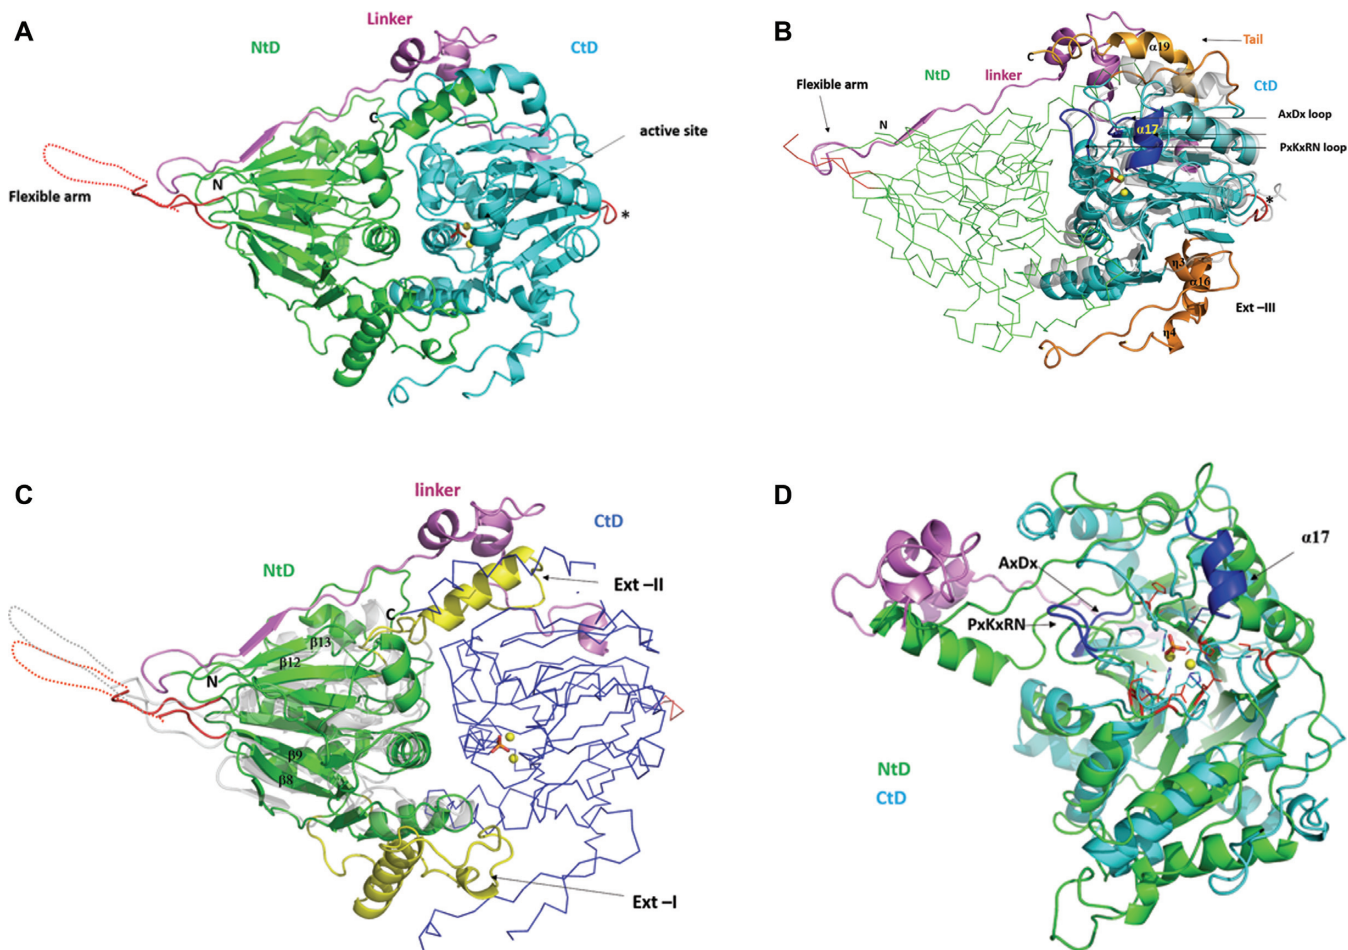 A
Linker
NtD
CtD
C
active site
N
Flexible arm
*
B
α19
Tail
C
NtD
linker
CtD
Flexible arm
AxDx loop
α17
N
PxKxRN loop
*
η3
α16
Ext –III
η4
C
linker
CtD
NtD
Ext –II
C
β13
β12
N
β9
β8
Ext –I
D
α17
AxDx
PxKxRN
NtD
CtD